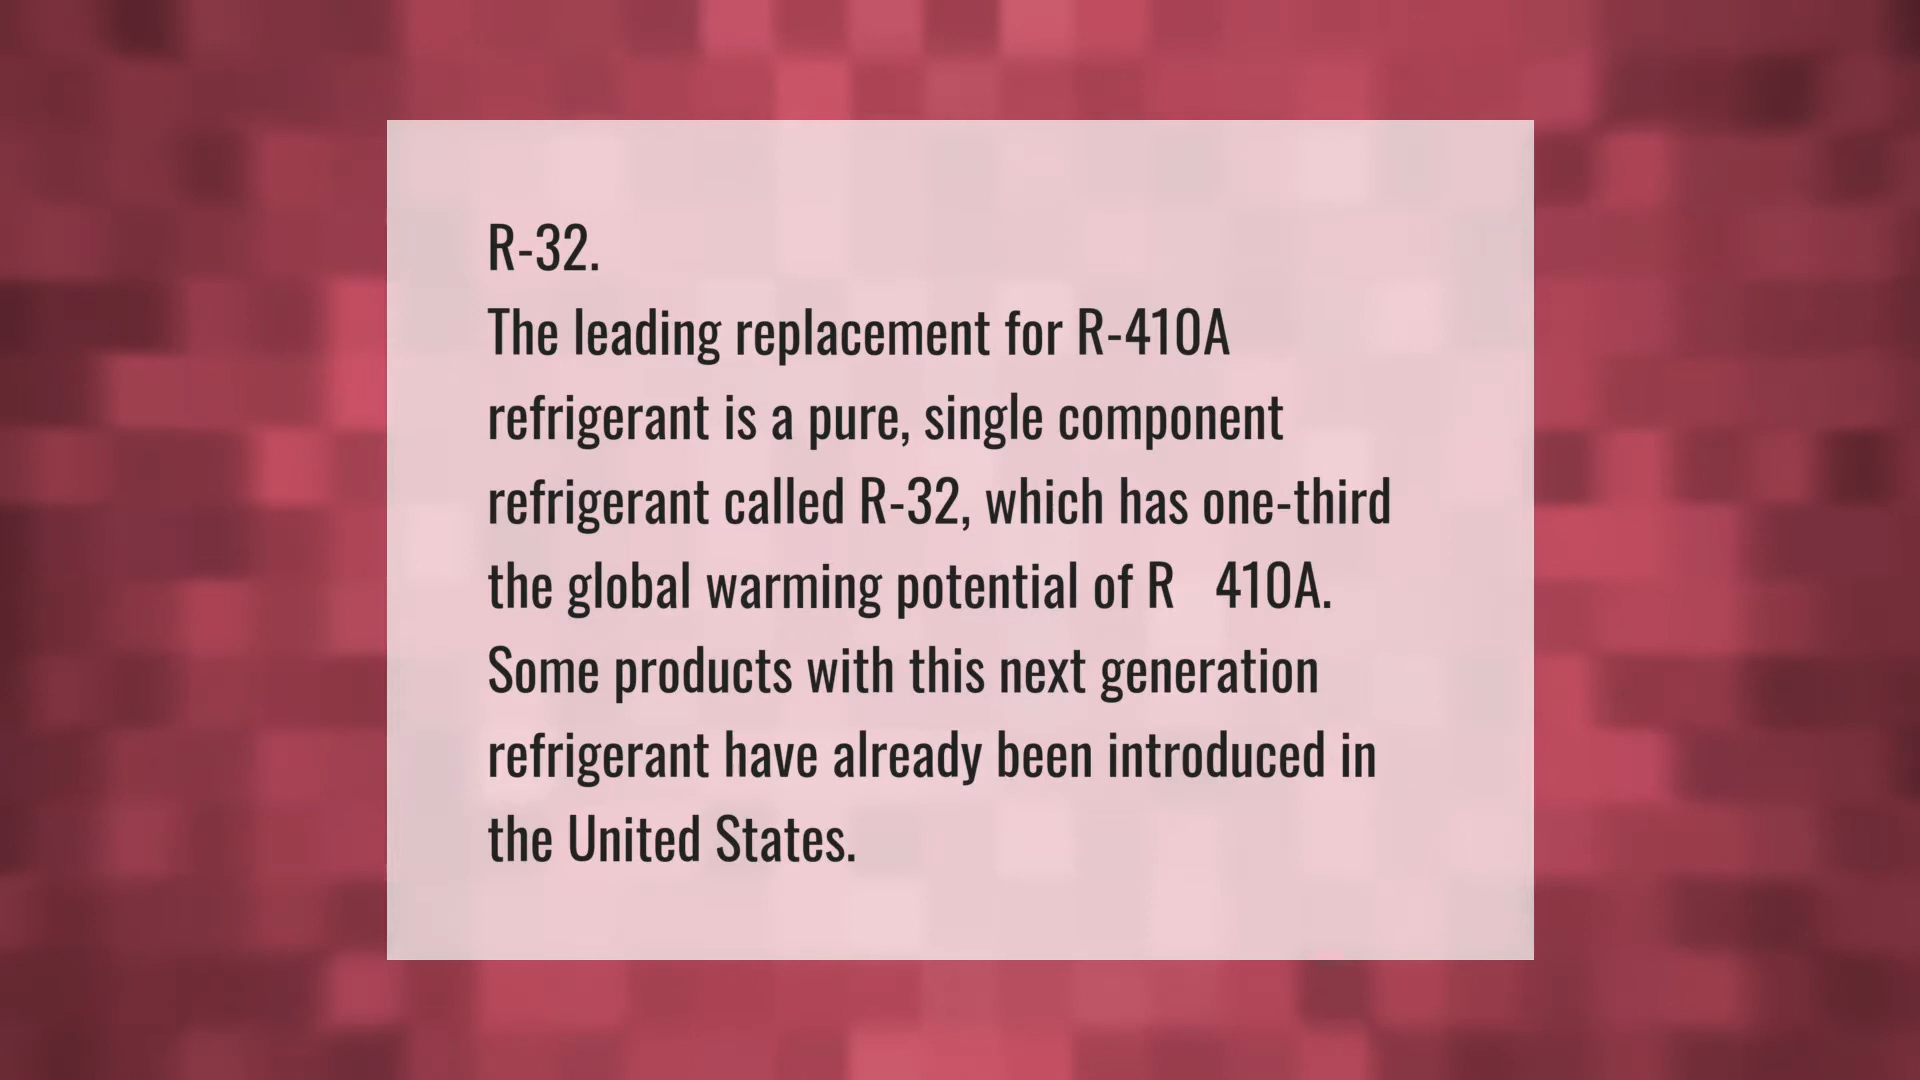 R-32.
The leading replacement for R-410A
refrigerant is a pure, single component
refrigerant called R-32, which has one-third
the global warming potential of R   410A.
Some products with this next generation
refrigerant have already been introduced in
the United States.